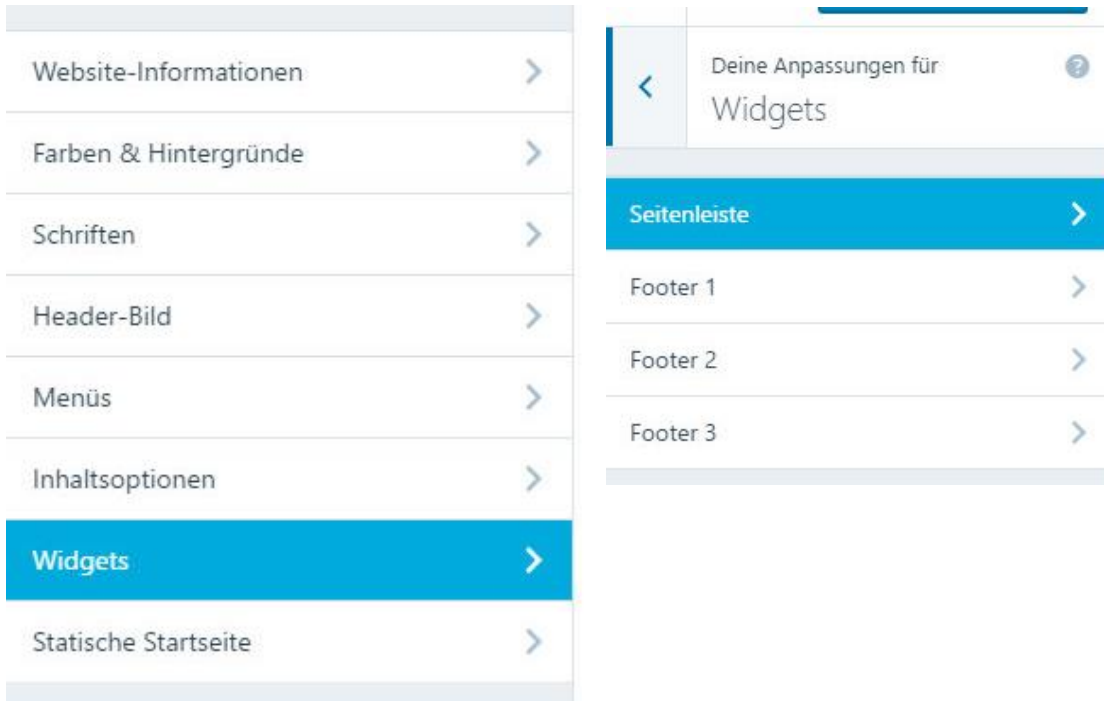 Website-Informationen
Farben & Hintergründe
Schriften
Header-Bild
Menüs
Inhaltsoptionen
Widgets
Statische Startseite
Deine Anpassungen für
Widgets
?
Seitenleiste
Footer 1
Footer 2
Footer 3